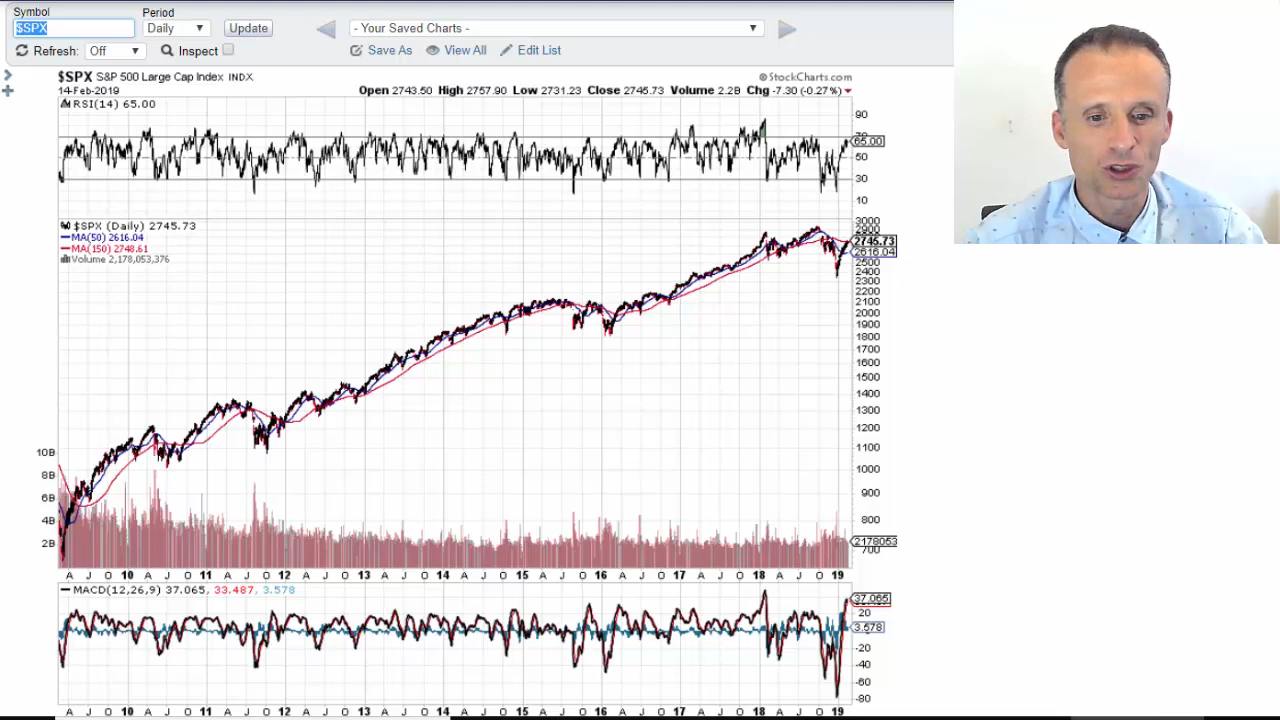 Symbol
Period
$SPX
Daily
Update
- Your Saved Charts -
Refresh: Off
Inspect
Save As
View All
Edit List
$SPX S&P 500 Large Cap Index INDX
© StockCharts.com
14-Feb-2019
Open 2743.50 High 2757.90 Low 2731.23 Close 2745.73 Volume 2.2B Chg -7.30 (-0.27%)
RSI(14) 65.00
90
70
65.00
50
30
10
$SPX (Daily) 2745.73
MA(50) 2616.04
MA(150) 2748.61
Volume 2,178,053,376
3000
2900
2745.73
2616.04
2500
2400
2300
2200
2100
2000
1900
1800
1700
1600
1500
1400
1300
1200
1100
1000
900
800
700
10B
8B
6B
4B
2B
2178053
A J O 10 A J O 11 A J O 12 A J O 13 A J O 14 A J O 15 A J O 16 A J O 17 A J O 18 A J O 19
MACD(12,26,9) 37.065, 33.487, 3.578
37.065
20
3.578
-20
-40
-60
-80
A J O 10 A J O 11 A J O 12 A J O 13 A J O 14 A J O 15 A J O 16 A J O 17 A J O 18 A J O 19